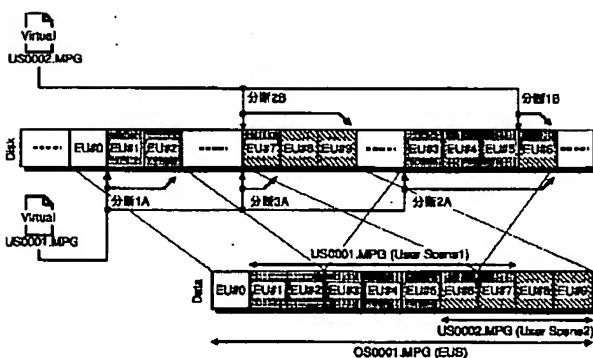 Virtual
US0002.MPG
分断2B
分断1B
Disk
EU#0
EU#1
EU#2
EU#7
EU#8
EU#9
EU#3
EU#4
EU#5
EU#6
Virtual
US0001.MPG
分断1A
分断3A
分断2A
US0001.MPG (User Scene1)
Data
EU#0
EU#1
EU#2
EU#3
EU#4
EU#5
EU#6
EU#7
EU#8
EU#9
US0002.MPG (User Scene2)
OS0001.MPG (EUS)